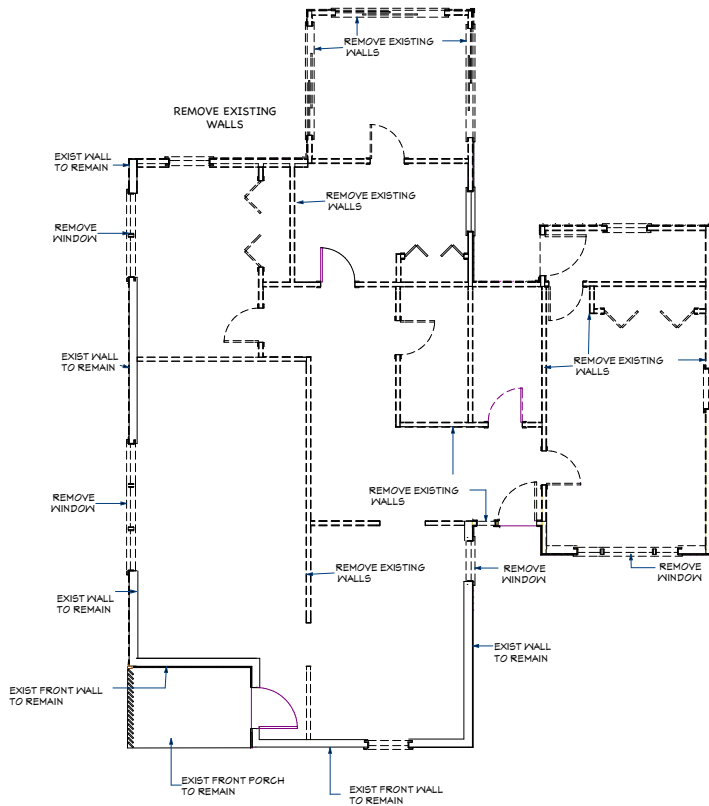 REMOVE EXISTING
WALLS
REMOVE EXISTING
WALLS
EXIST WALL
TO REMAIN
REMOVE EXISTING
WALLS
REMOVE
WINDOW
EXIST WALL
TO REMAIN
REMOVE EXISTING
WALLS
REMOVE
WINDOW
REMOVE EXISTING
WALLS
REMOVE EXISTING
WALLS
REMOVE
WINDOW
REMOVE
WINDOW
EXIST WALL
TO REMAIN
EXIST WALL
TO REMAIN
EXIST FRONT WALL
TO REMAIN
EXIST FRONT PORCH
TO REMAIN
EXIST FRONT WALL
TO REMAIN